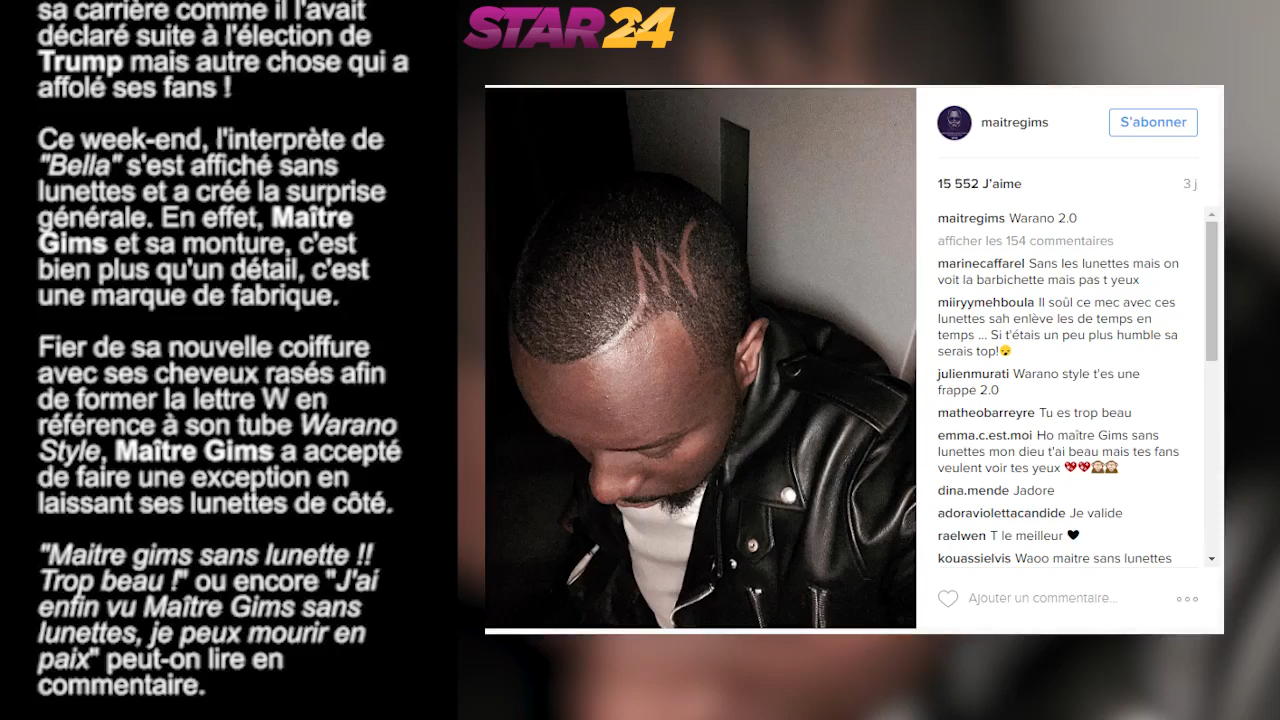 sa carrière comme il l'avait
déclaré suite à l'élection de
Trump mais autre chose qui a
affolé ses fans !
Ce week-end, l'interprète de
"Bella" s'est affiché sans
lunettes et a créé la surprise
générale. En effet, Maître
Gims et sa monture, c'est
bien plus qu'un détail, c'est
une marque de fabrique.
Fier de sa nouvelle coiffure
avec ses cheveux rasés afin
de former la lettre W en
référence à son tube Warano
Style, Maître Gims a accepté
de faire une exception en
laissant ses lunettes de côté.
"Maitre gims sans lunette !!
Trop beau !" ou encore "J'ai
enfin vu Maître Gims sans
lunettes, je peux mourir en
paix" peut-on lire en
commentaire.
STAR24
maitregims
S'abonner
15 552 J'aime
3 j
maitregims Warano 2.0
afficher les 154 commentaires
marinecaffarel Sans les lunettes mais on
voit la barbichette mais pas t yeux
miiryymehboula Il soûl ce mec avec ces
lunettes sah enlève les de temps en
temps ... Si t'étais un peu plus humble sa
serais top!😪
julienmurati Warano style t'es une
frappe 2.0
matheobarreyre Tu es trop beau
emma.c.est.moi Ho maître Gims sans
lunettes mon dieu t'ai beau mais tes fans
veulent voir tes yeux 💖💖🙈🙈
dina.mende Jadore
adoraviolettacandide Je valide
raelwen T le meilleur 🖤
kouassielvis Waoo maitre sans lunettes
Ajouter un commentaire...